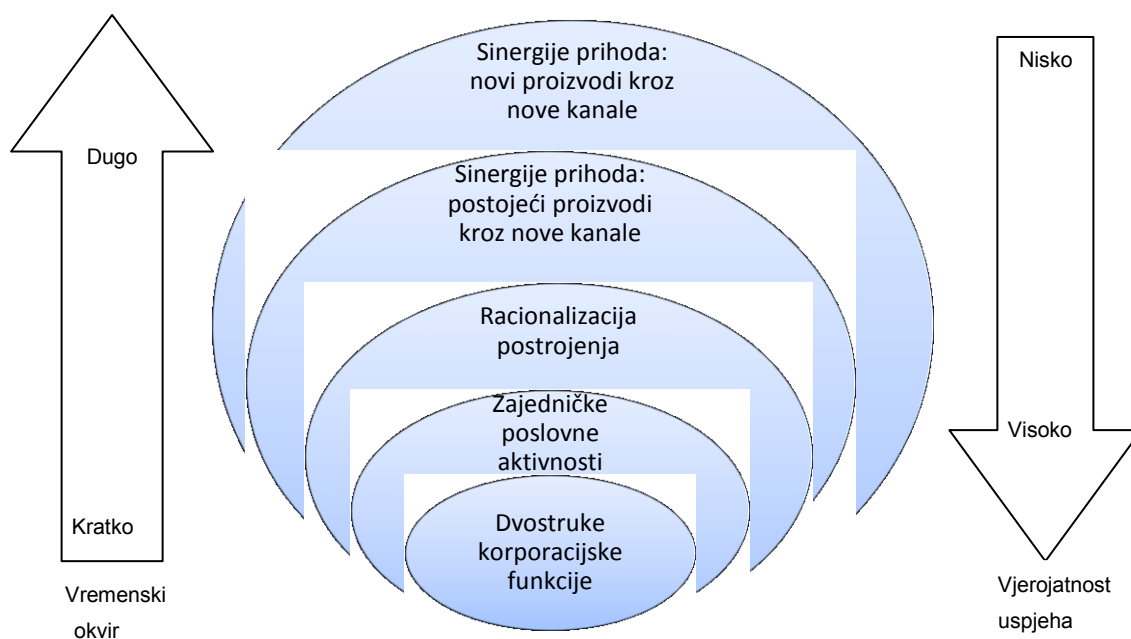 Sinergije prihoda:
novi proizvodi kroz
nove kanale
Nisko
Dugo
Sinergije prihoda:
postojeći proizvodi
kroz nove kanale
Racionalizacija
postrojenja
Zajedničke
poslovne
aktivnosti
Visoko
Kratko
Dvostruke
korporacijske
funkcije
Vremenski
okvir
Vjerojatnost
uspjeha